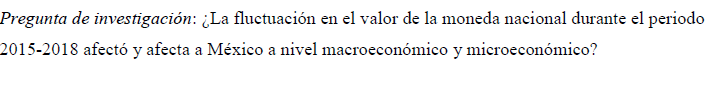 Pregunta de investigación: ¿La fluctuación en el valor de la moneda nacional durante el periodo
2015-2018 afectó y afecta a México a nivel macroeconómico y microeconómico?